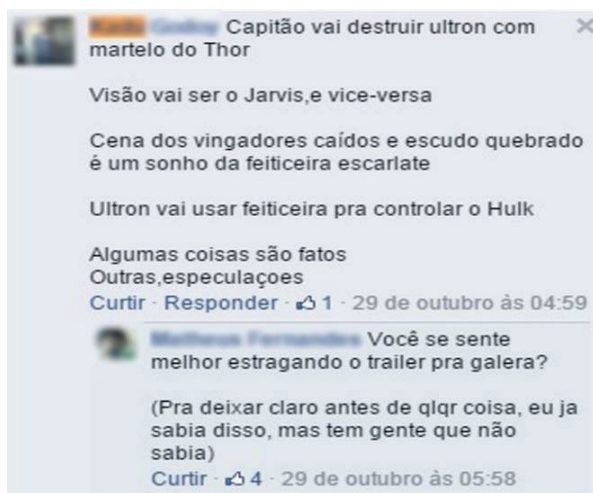 Capitão vai destruir ultron com
martelo do Thor
Visão vai ser o Jarvis,e vice-versa
Cena dos vingadores caídos e escudo quebrado
é um sonho da feiticeira escarlate
Ultron vai usar feiticeira pra controlar o Hulk
Algumas coisas são fatos
Outras,especulaçoes
Curtir · Responder · 1 · 29 de outubro às 04:59
Você se sente
melhor estragando o trailer pra galera?
(Pra deixar claro antes de qlqr coisa, eu ja
sabia disso, mas tem gente que não
sabia)
Curtir · 4 · 29 de outubro às 05:58